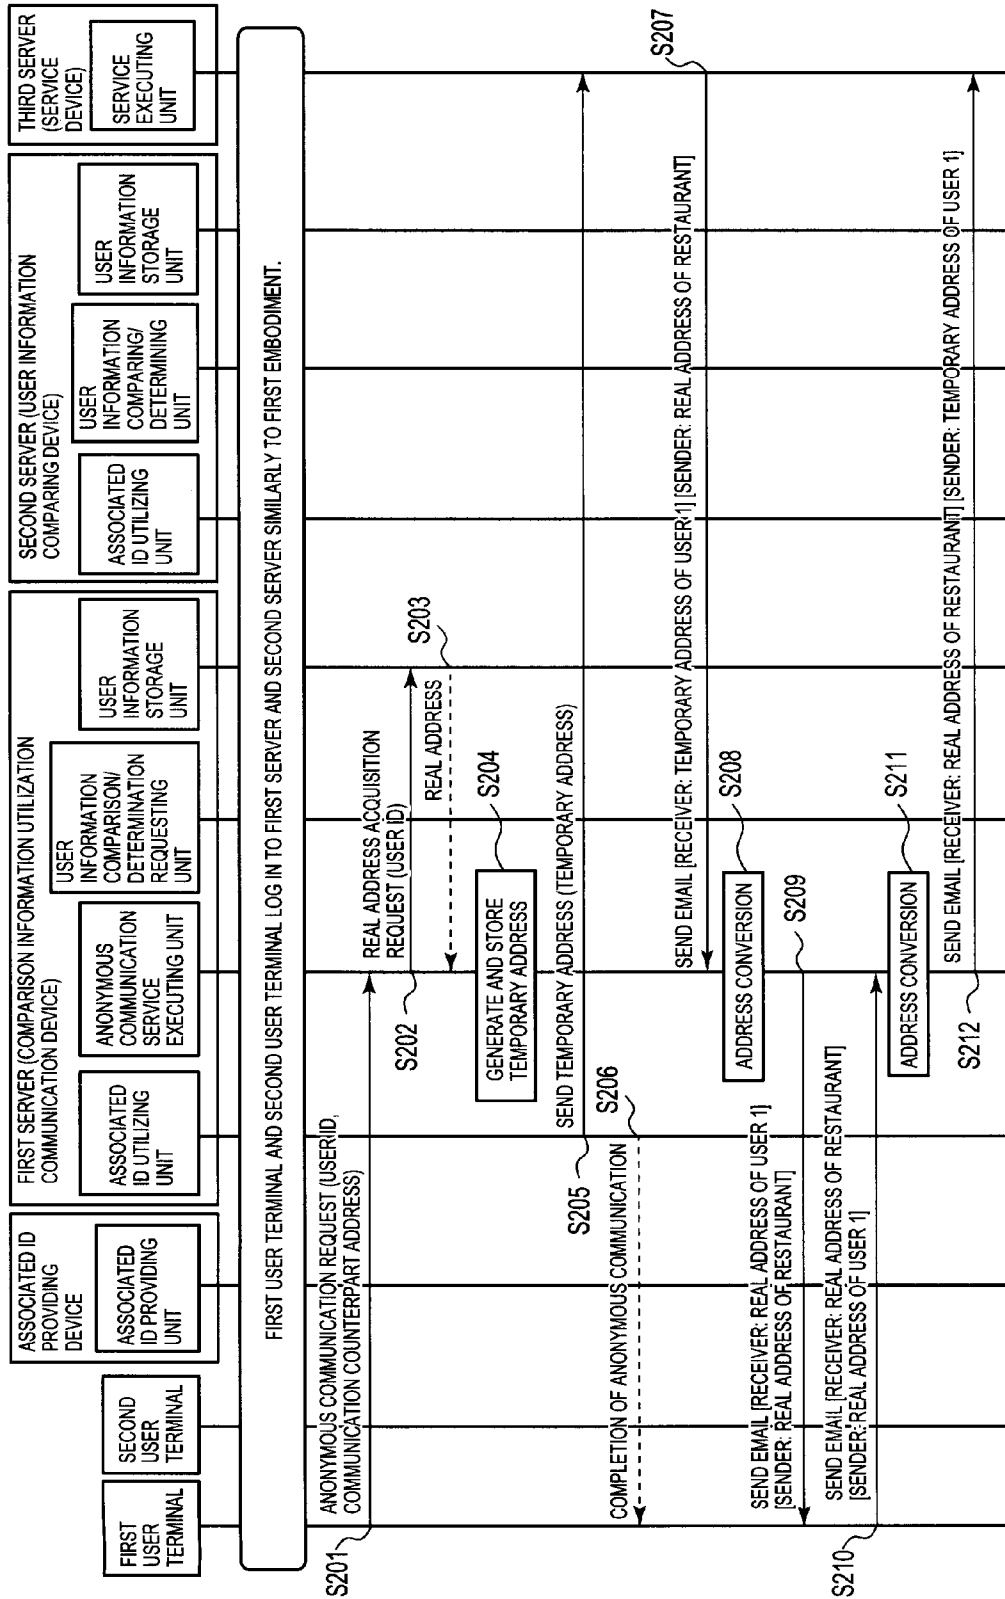 FIRST
USER
TERMINAL
SECOND
USER
TERMINAL
ASSOCIATED ID
PROVIDING
DEVICE
ASSOCIATED
ID PROVIDING
UNIT
FIRST SERVER (COMPARISON INFORMATION UTILIZATION
COMMUNICATION DEVICE)
ASSOCIATED
ID UTILIZING
UNIT
ANONYMOUS
COMMUNICATION
SERVICE
EXECUTING UNIT
USER
INFORMATION
COMPARISON/
DETERMINATION
REQUESTING
UNIT
USER
INFORMATION
STORAGE
UNIT
SECOND SERVER (USER INFORMATION
COMPARING DEVICE)
ASSOCIATED
ID UTILIZING
UNIT
USER
INFORMATION
COMPARING/
DETERMINING
UNIT
USER
INFORMATION
STORAGE
UNIT
THIRD SERVER
(SERVICE
DEVICE)
SERVICE
EXECUTING
UNIT
FIRST USER TERMINAL AND SECOND USER TERMINAL LOG IN TO FIRST SERVER AND SECOND SERVER SIMILARLY TO FIRST EMBODIMENT.
S201
ANONYMOUS COMMUNICATION REQUEST (USER ID,
COMMUNICATION COUNTERPART ADDRESS)
S202
REAL ADDRESS ACQUISITION
REQUEST (USER ID)
S203
REAL ADDRESS
S204
GENERATE AND STORE
TEMPORARY ADDRESS
S205
SEND TEMPORARY ADDRESS (TEMPORARY ADDRESS)
S206
COMPLETION OF ANONYMOUS COMMUNICATION
S207
SEND EMAIL [RECEIVER: TEMPORARY ADDRESS OF USER 1] [SENDER: REAL ADDRESS OF RESTAURANT]
S208
ADDRESS CONVERSION
S209
SEND EMAIL [RECEIVER: REAL ADDRESS OF USER 1]
[SENDER: REAL ADDRESS OF RESTAURANT]
S210
SEND EMAIL [RECEIVER: REAL ADDRESS OF RESTAURANT]
[SENDER: REAL ADDRESS OF USER 1]
S211
ADDRESS CONVERSION
S212
SEND EMAIL [RECEIVER: REAL ADDRESS OF RESTAURANT] [SENDER: TEMPORARY ADDRESS OF USER 1]